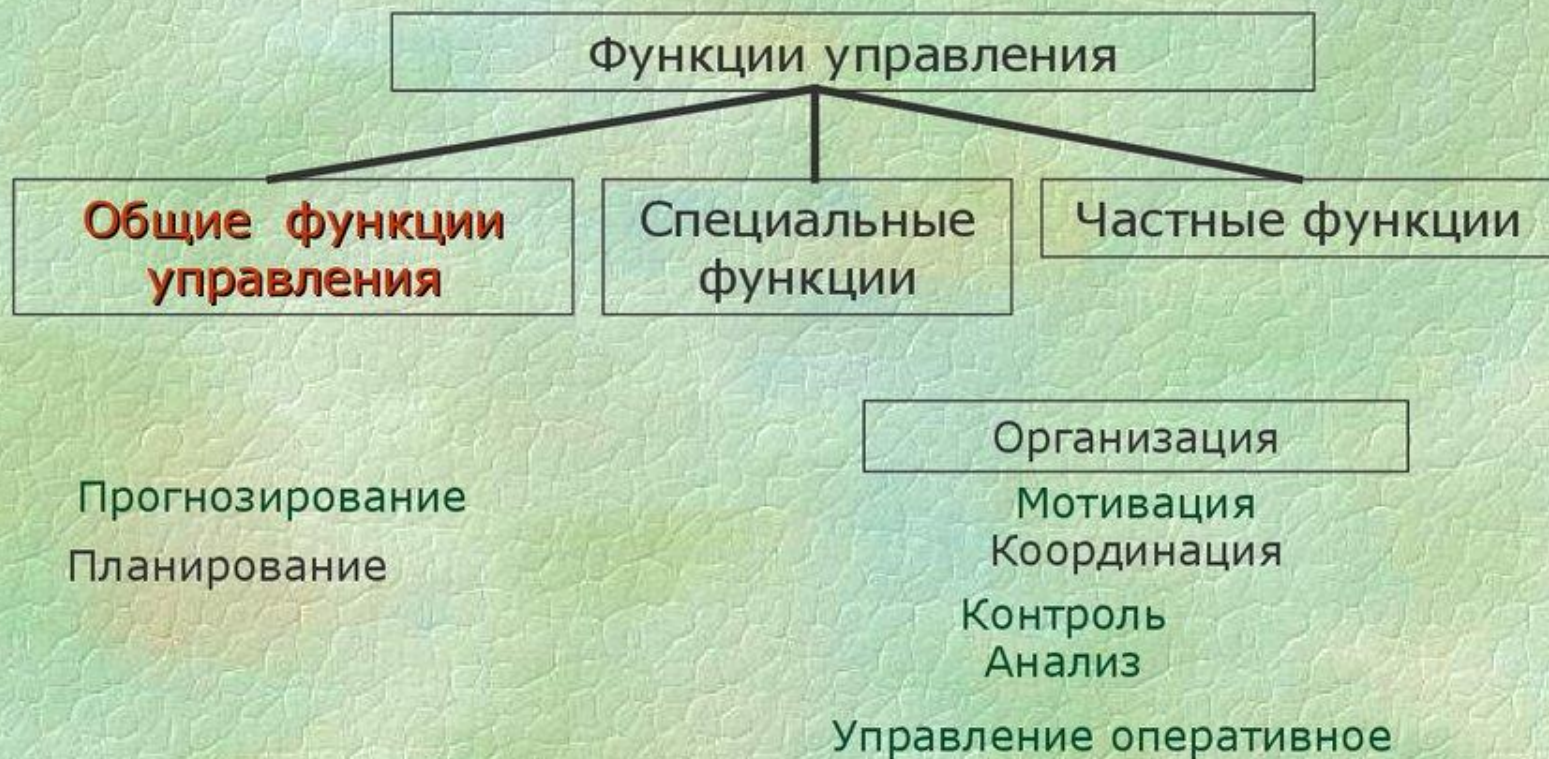 Функции управления
Общие функции
управления
Специальные
функции
Частные функции
Прогнозирование
Планирование
Организация
Мотивация
Координация
Контроль
Анализ
Управление оперативное